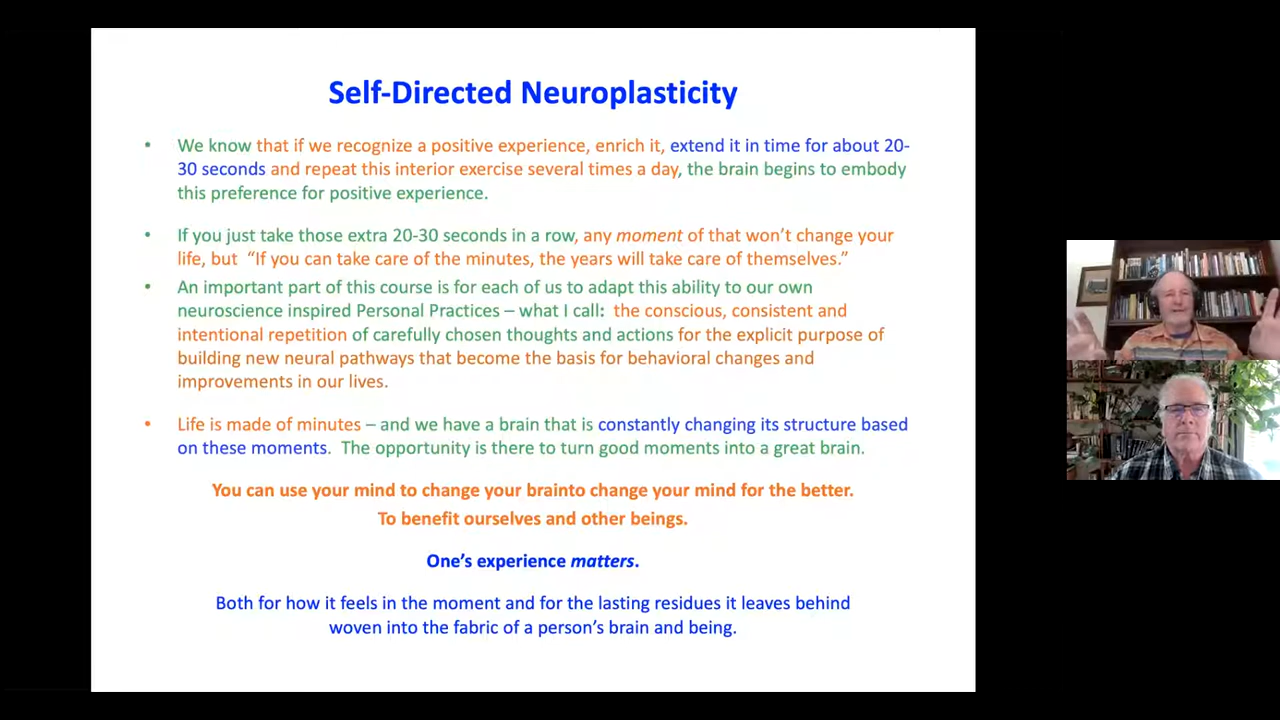 Self-Directed Neuroplasticity
• We know that if we recognize a positive experience, enrich it, extend it in time for about 20-
30 seconds and repeat this interior exercise several times a day, the brain begins to embody
this preference for positive experience.
• If you just take those extra 20-30 seconds in a row, any moment of that won’t change your
life, but “If you can take care of the minutes, the years will take care of themselves.”
• An important part of this course is for each of us to adapt this ability to our own
neuroscience inspired Personal Practices – what I call: the conscious, consistent and
intentional repetition of carefully chosen thoughts and actions for the explicit purpose of
building new neural pathways that become the basis for behavioral changes and
improvements in our lives.
• Life is made of minutes – and we have a brain that is constantly changing its structure based
on these moments. The opportunity is there to turn good moments into a great brain.
You can use your mind to change your brainto change your mind for the better.
To benefit ourselves and other beings.
One’s experience matters.
Both for how it feels in the moment and for the lasting residues it leaves behind
woven into the fabric of a person’s brain and being.